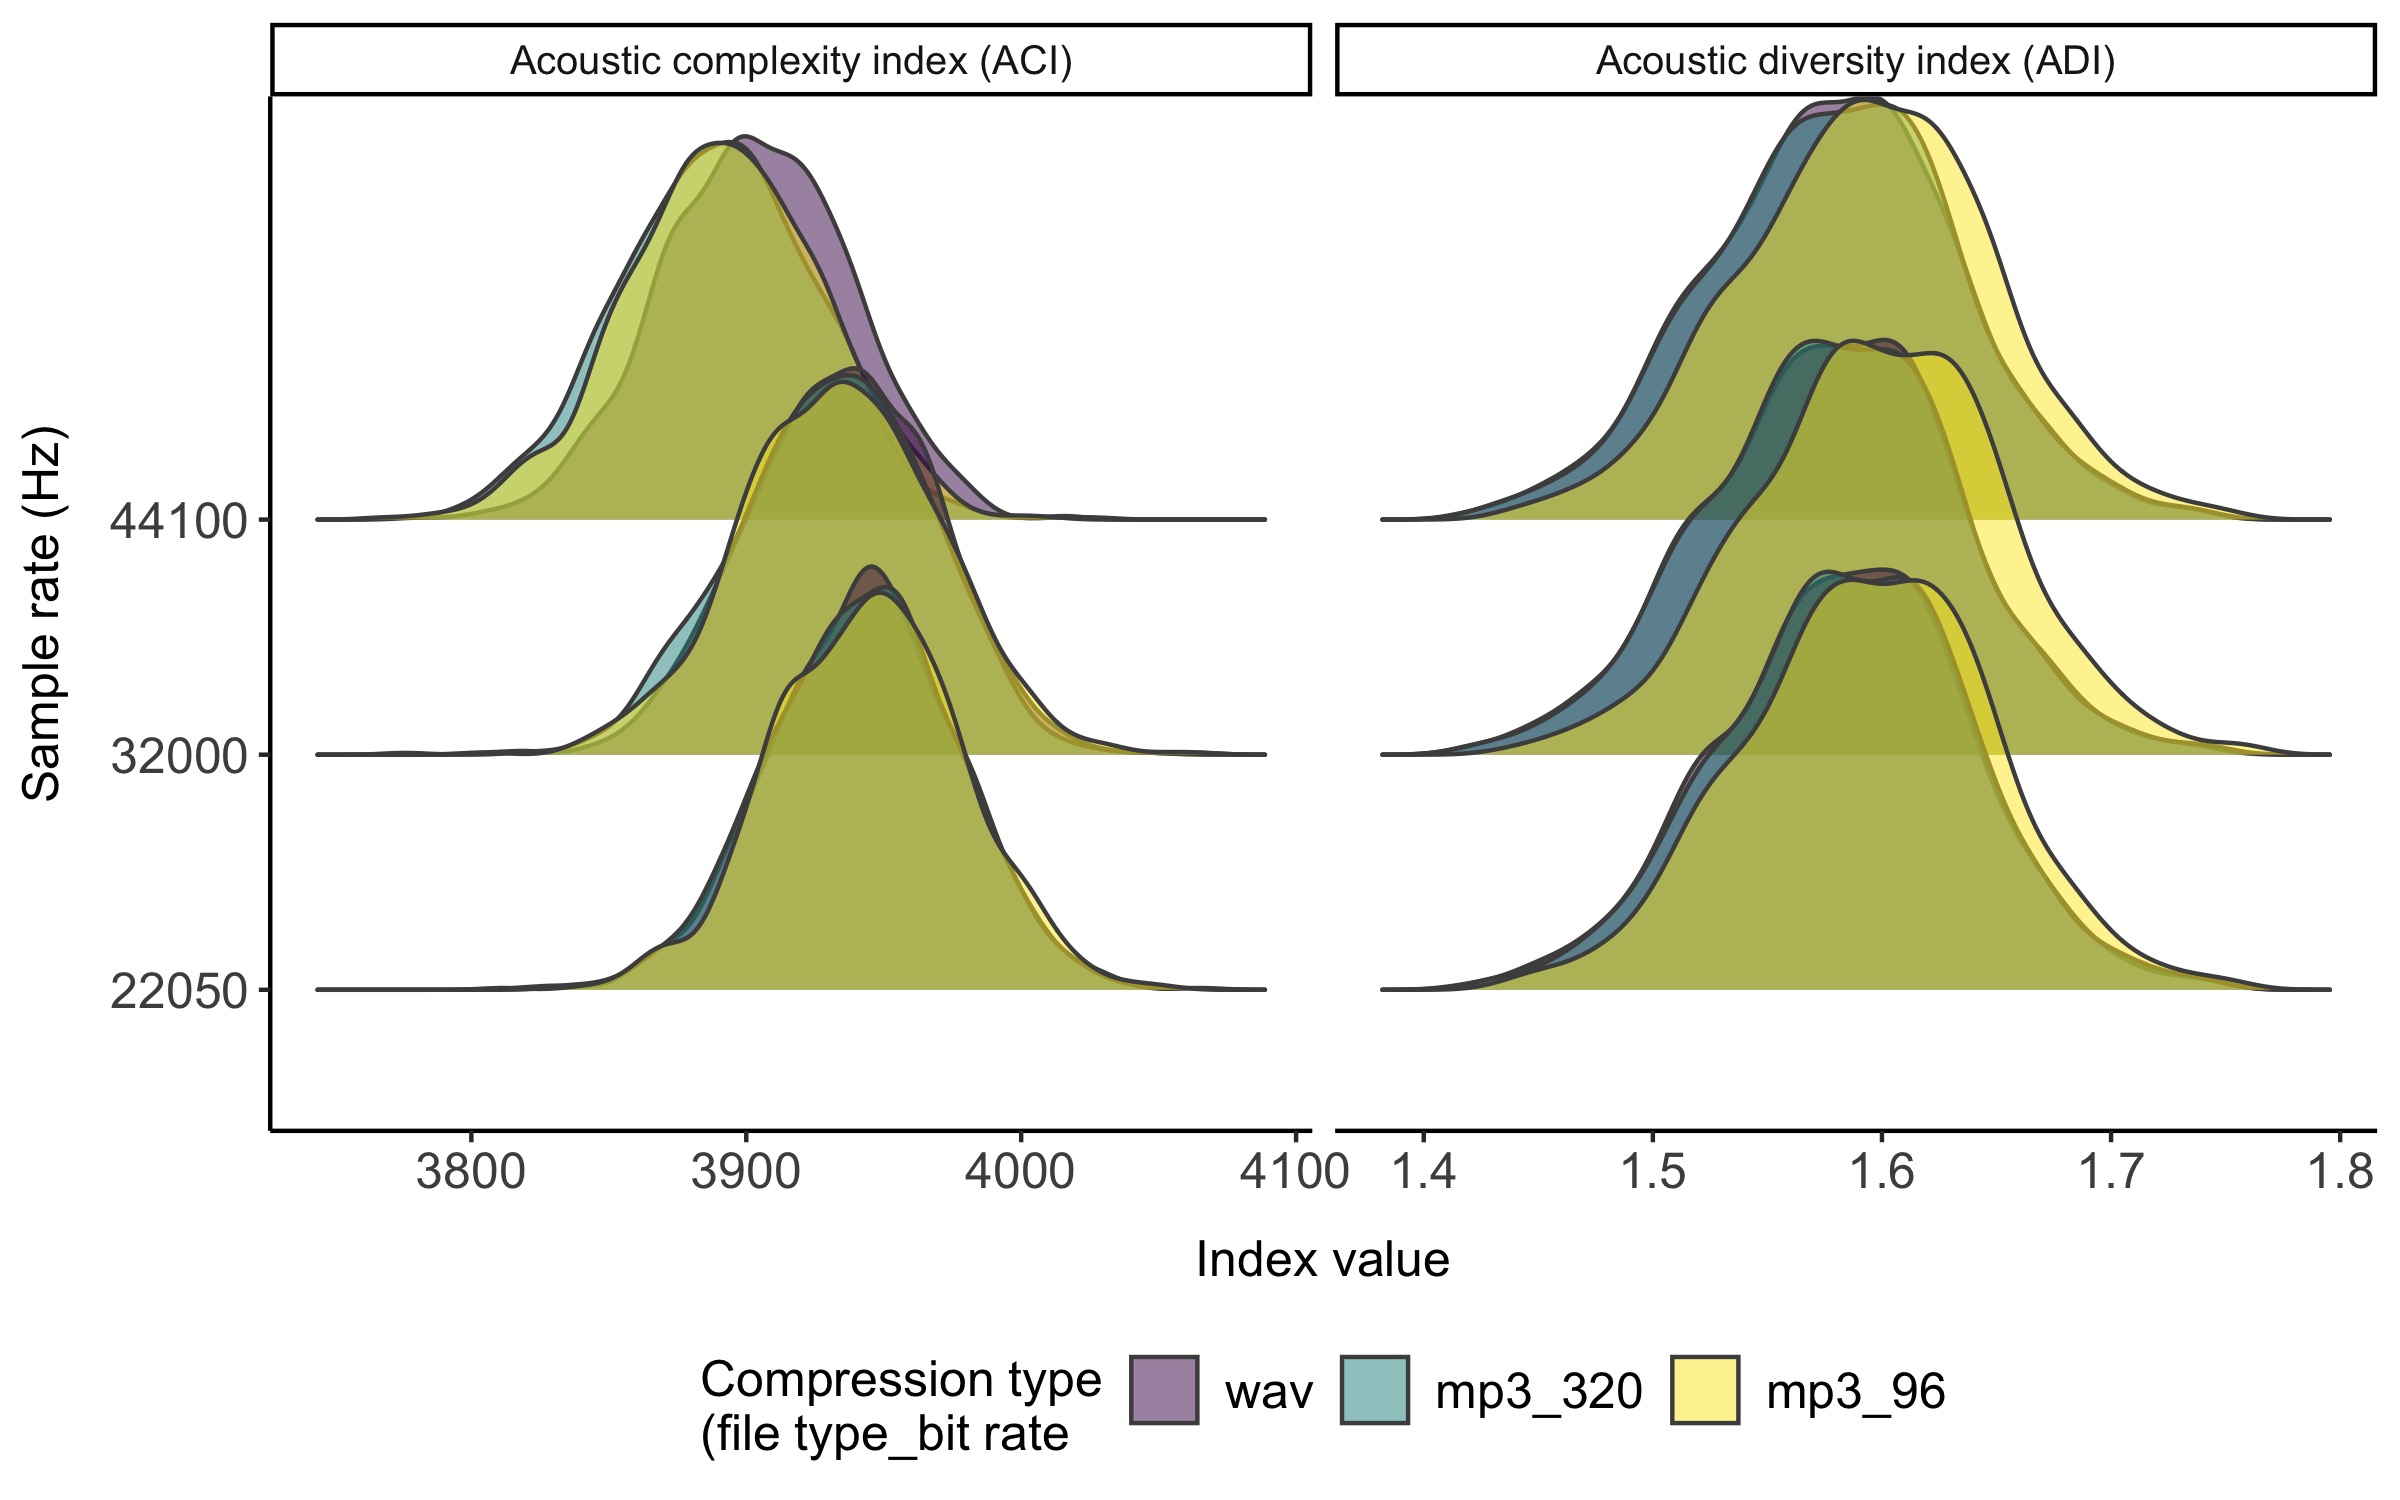 Acoustic complexity index (ACI)
Acoustic diversity index (ADI)
Sample rate (Hz)
44100
32000
22050
3800 3900 4000 4100
1.4 1.5 1.6 1.7 1.8
Index value
Compression type
(file type_bit rate
wav mp3_320 mp3_96